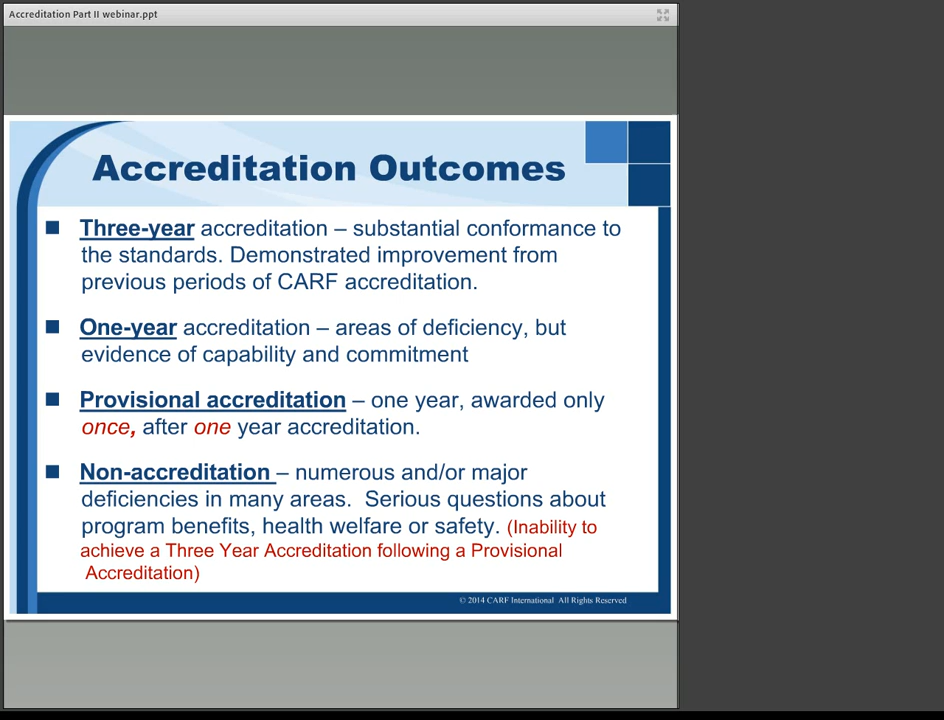 Accreditation Part II webinar.ppt
Accreditation Outcomes
Three-year accreditation – substantial conformance to
the standards. Demonstrated improvement from
previous periods of CARF accreditation.
One-year accreditation – areas of deficiency, but
evidence of capability and commitment
Provisional accreditation – one year, awarded only
once, after one year accreditation.
Non-accreditation – numerous and/or major
deficiencies in many areas.  Serious questions about
program benefits, health welfare or safety. (Inability to
achieve a Three Year Accreditation following a Provisional
Accreditation)
© 2014 CARF International  All Rights Reserved